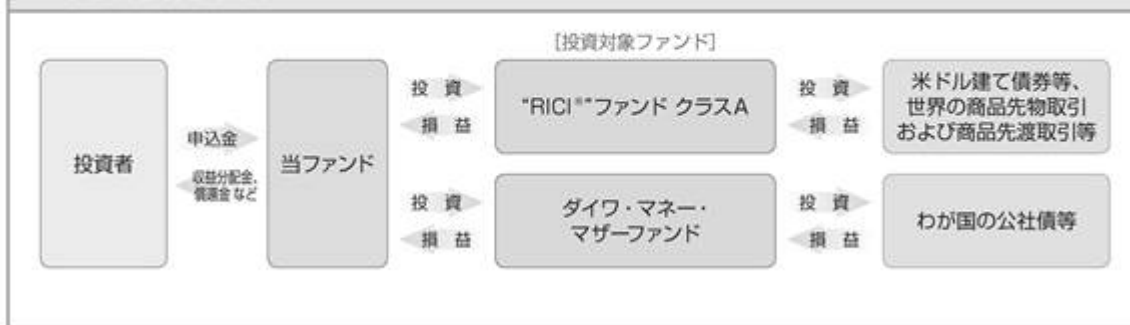 [投資対象ファンド]
投資者
申込金
収益分配金、
償還金 など
当ファンド
投 資
損 益
"RICI®"ファンド クラスA
投 資
損 益
米ドル建て債券等、
世界の商品先物取引
および商品先渡取引等
投 資
損 益
ダイワ・マネー・
マザーファンド
投 資
損 益
わが国の公社債等